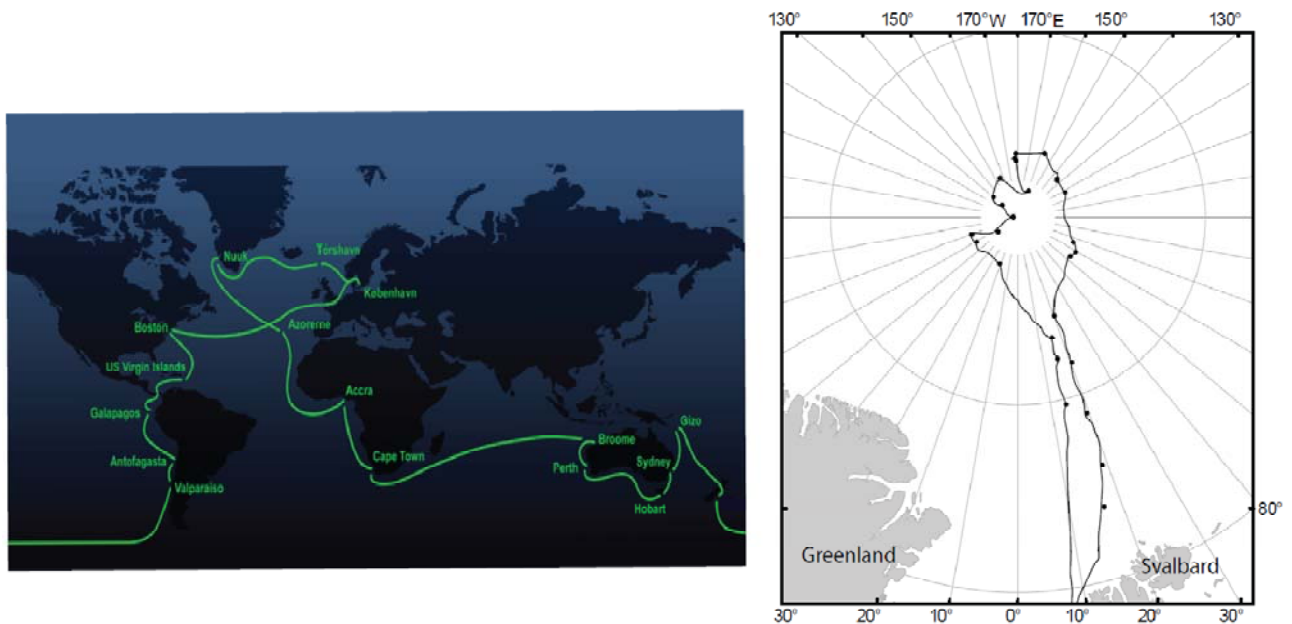 Nuuk
Tórshavn
København
Boston
Azorerne
US Virgin Islands
Accra
Galapagos
Gizo
Antofagasta
Cape Town
Broome
Perth
Sydney
Valparaiso
Hobart
130° 150° 170°W 170°E 150° 130°
80°
Greenland
Svalbard
30° 20° 10° 0° 10° 20° 30°